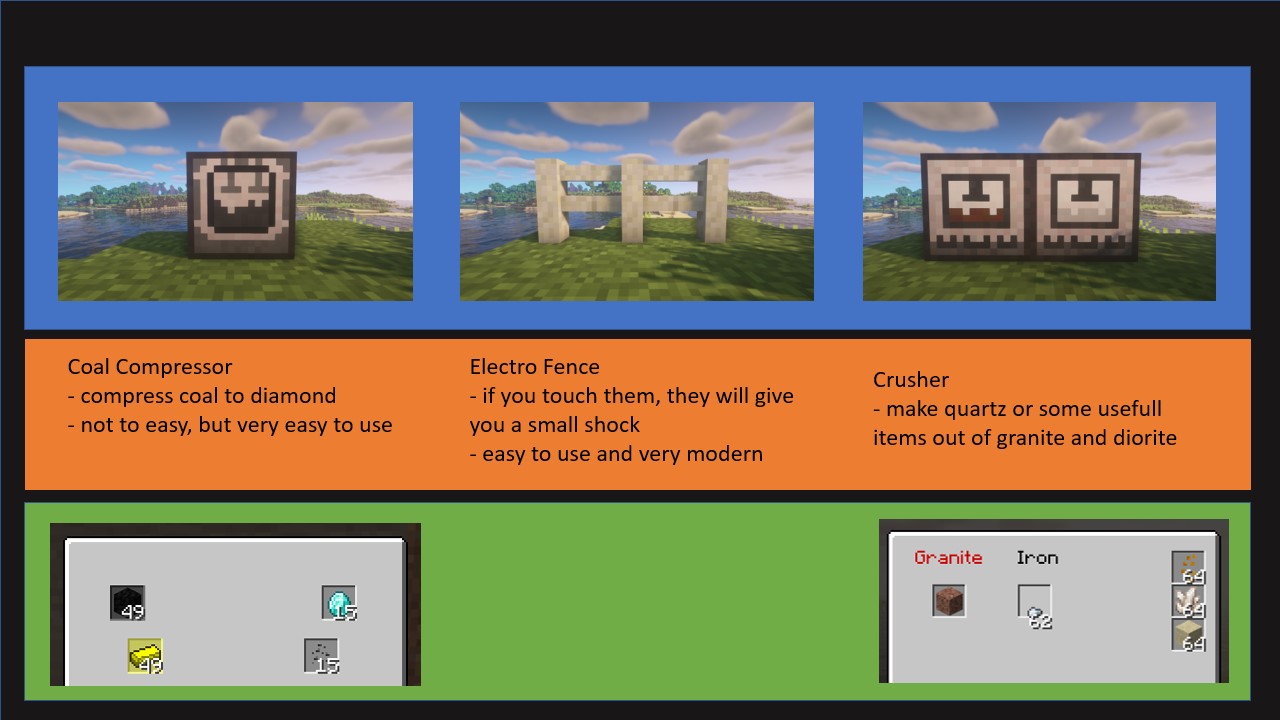 Coal Compressor
- compress coal to diamond
- not to easy, but very easy to use
Electro Fence
- if you touch them, they will give
you a small shock
- easy to use and very modern
Crusher
- make quartz or some usefull
items out of granite and diorite
49
15
49
15
Granite Iron
62
64
64
64